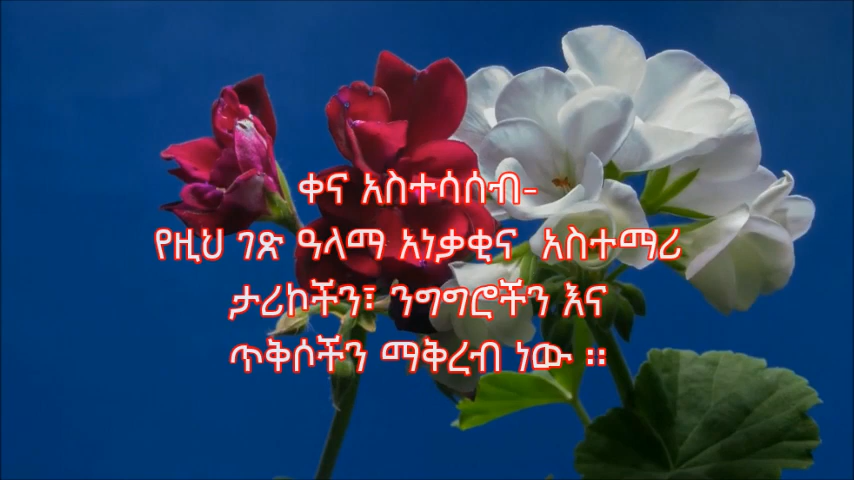 ቀና አስተሳሰብ-
የዚህ ገጽ ዓላማ አነቃቂና አስተማሪ
ታሪኮችን፣ ንግግሮችን እና
ጥቅሶችን ማቅረብ ነው ።